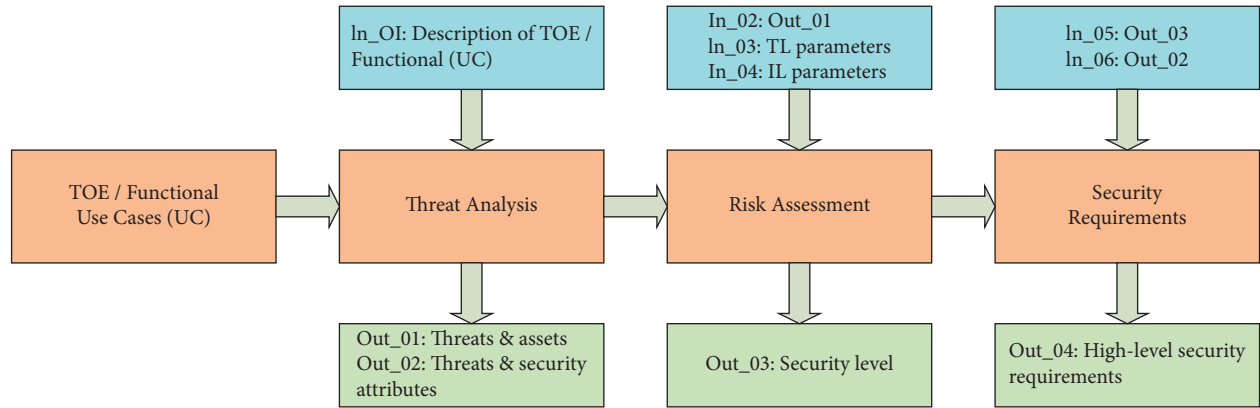 ln_OI: Description of TOE /
Functional (UC)
In_02: Out_01
ln_03: TL parameters
In_04: IL parameters
ln_05: Out_03
ln_06: Out_02
TOE / Functional
Use Cases (UC)
Threat Analysis
Risk Assessment
Security
Requirements
Out_01: Threats & assets
Out_02: Threats & security
attributes
Out_03: Security level
Out_04: High-level security
requirements